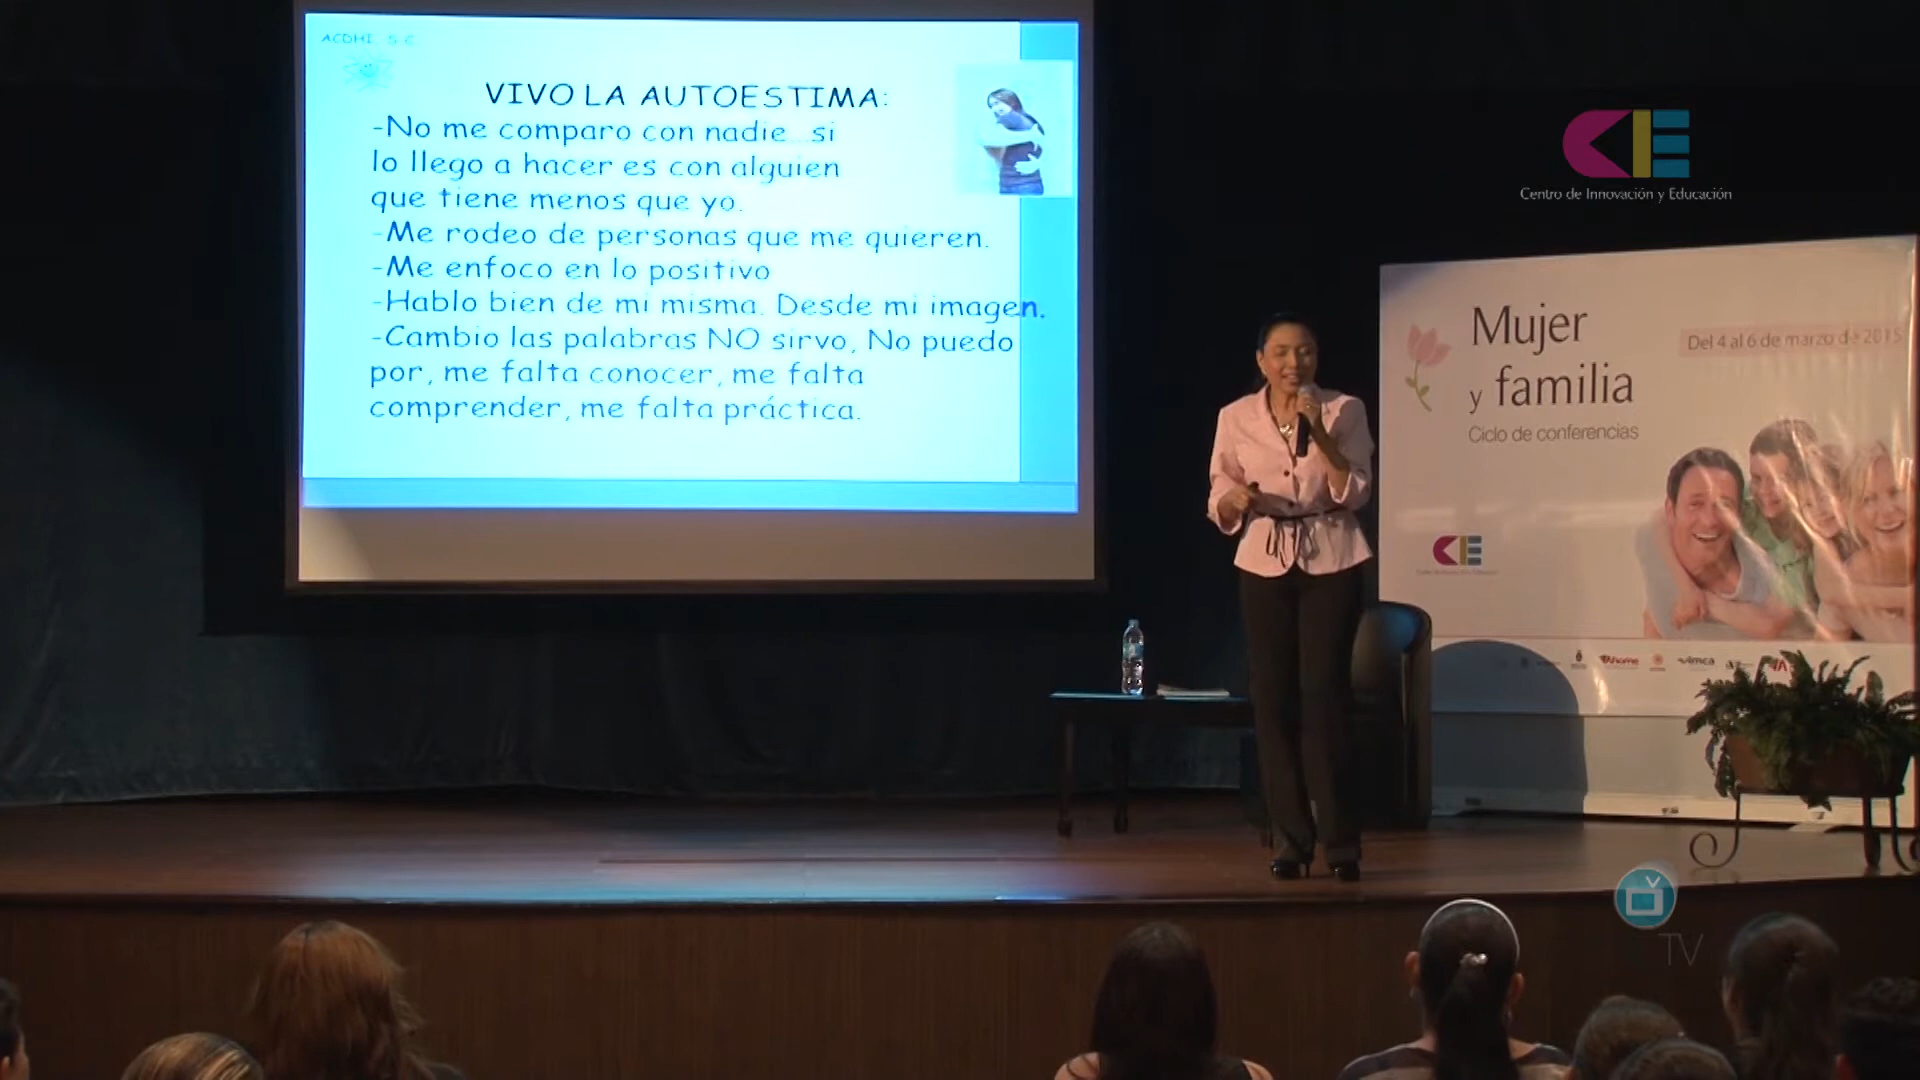 ACDHI S.C
VIVO LA AUTOESTIMA:
-No me comparo con nadie...si
lo llego a hacer es con alguien
que tiene menos que yo.
-Me rodeo de personas que me quieren.
-Me enfoco en lo positivo
-Hablo bien de mi misma. Desde mi imagen.
-Cambio las palabras NO sirvo, No puedo
por, me falta conocer, me falta
comprender, me falta práctica.
CIE
Centro de Innovación y Educación
Mujer
y familia
Ciclo de conferencias
Del 4 al 6 de marzo de 2015
CIE
Ahome
TV